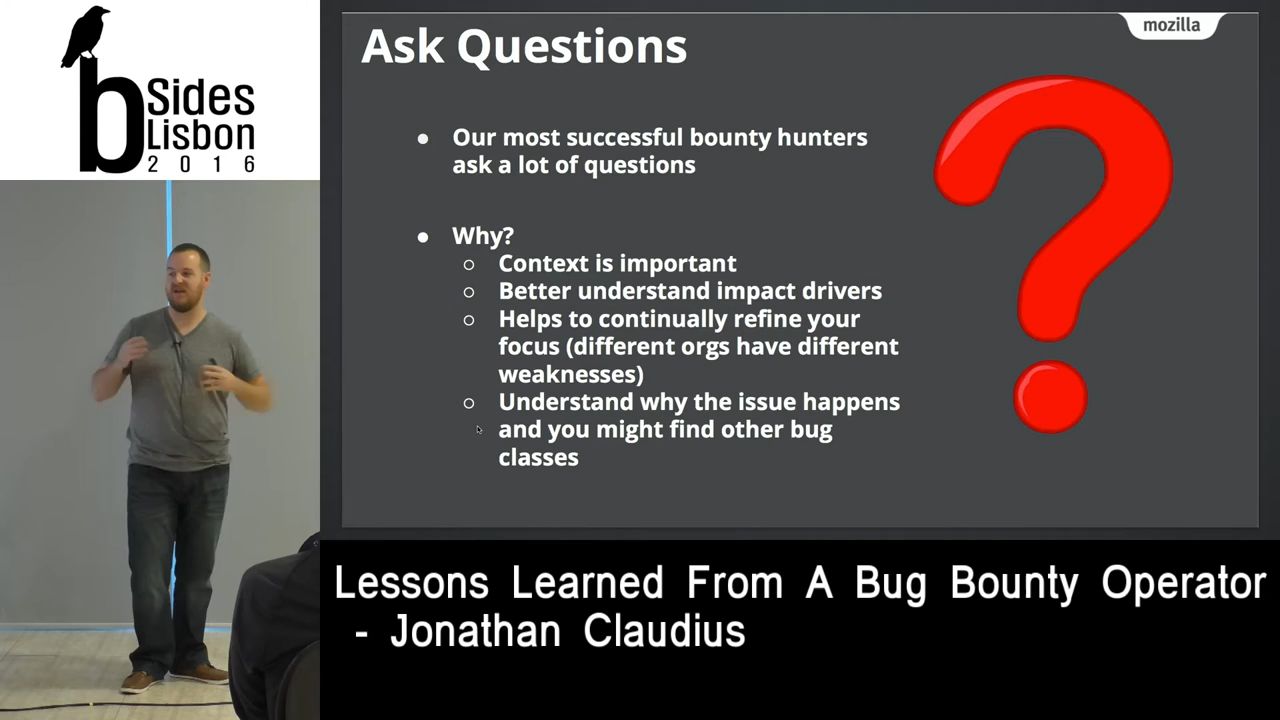 b
Sides
Lisbon
2016
mozilla
Ask Questions
● Our most successful bounty hunters
ask a lot of questions
● Why?
○ Context is important
○ Better understand impact drivers
○ Helps to continually refine your
focus (different orgs have different
weaknesses)
○ Understand why the issue happens
and you might find other bug
classes
?
Lessons Learned From A Bug Bounty Operator
- Jonathan Claudius